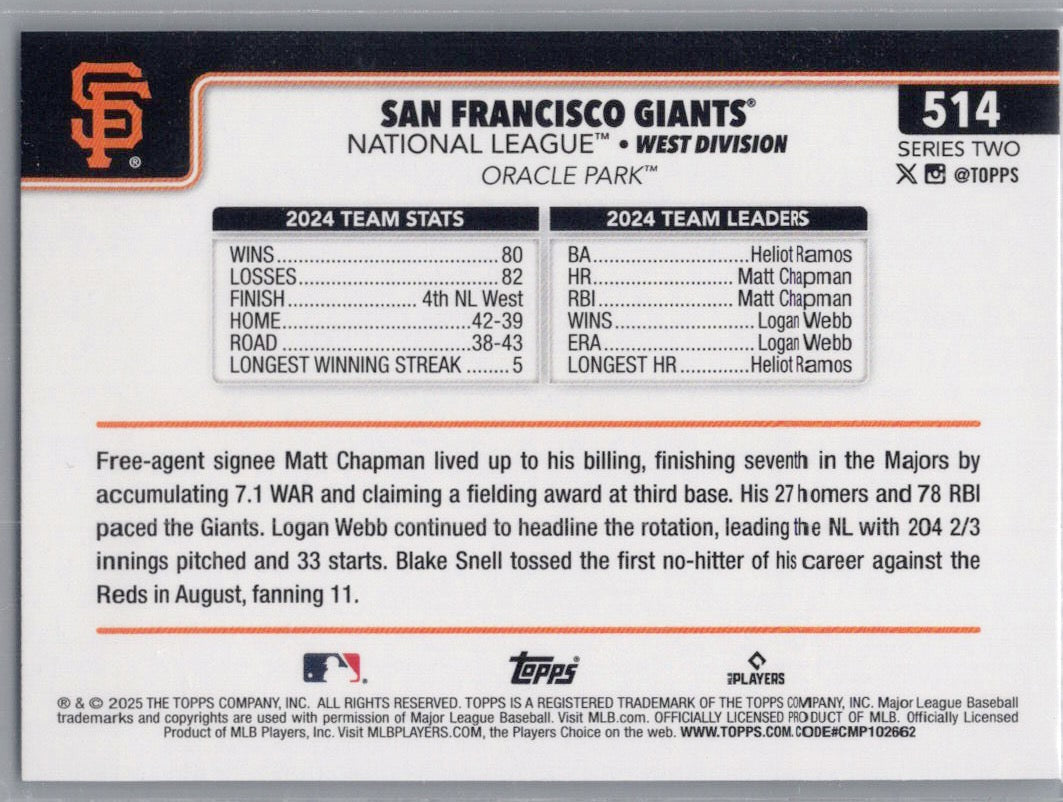 SF®
SAN FRANCISCO GIANTS®
514
NATIONAL LEAGUE™ • WEST DIVISION
SERIES TWO
ORACLE PARK™
@TOPPS
2024 TEAM STATS
WINS..........................................80
LOSSES......................................82
FINISH....................... 4th NL West
HOME....................................42-39
ROAD ....................................38-43
LONGEST WINNING STREAK ........5
2024 TEAM LEADERS
BA.............................Heliot Ramos
HR.......................... Matt Chapman
RBI.......................... Matt Chapman
WINS.......................... Logan Webb
ERA.............................Logan Webb
LONGEST HR .............Heliot Ramos
Free-agent signee Matt Chapman lived up to his billing, finishing seventh in the Majors by
accumulating 7.1 WAR and claiming a fielding award at third base. His 27 homers and 78 RBI
paced the Giants. Logan Webb continued to headline the rotation, leading the NL with 204 2/3
innings pitched and 33 starts. Blake Snell tossed the first no-hitter of his career against the
Reds in August, fanning 11.
Topps®
MLB PLAYERS
® & © 2025 THE TOPPS COMPANY, INC. ALL RIGHTS RESERVED. TOPPS IS A REGISTERED TRADEMARK OF THE TOPPS COMPANY, INC. Major League Baseball
trademarks and copyrights are used with permission of Major League Baseball. Visit MLB.com. OFFICIALLY LICENSED PRODUCT OF MLB. Officially Licensed
Product of MLB Players, Inc. Visit MLBPLAYERS.COM, the Players Choice on the web. WWW.TOPPS.COM. CODE#CMP102662